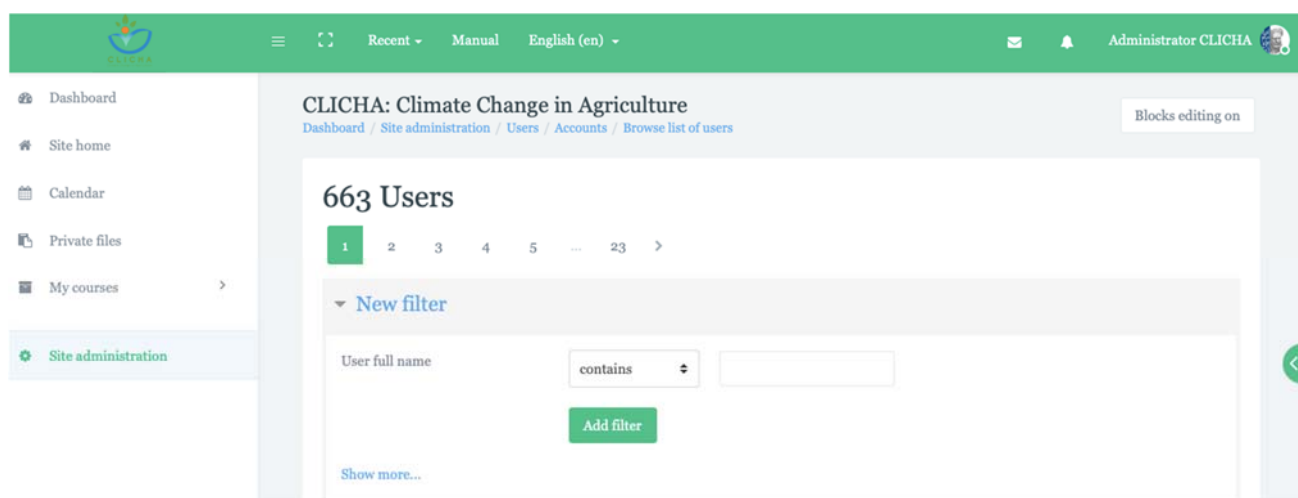 CLICHA
Recent
Manual
English (en)
Administrator CLICHA
Dashboard
Site home
Calendar
Private files
My courses
Site administration
CLICHA: Climate Change in Agriculture
Dashboard / Site administration / Users / Accounts / Browse list of users
Blocks editing on
663 Users
1 2 3 4 5 ... 23 >
New filter
User full name
contains
Add filter
Show more...